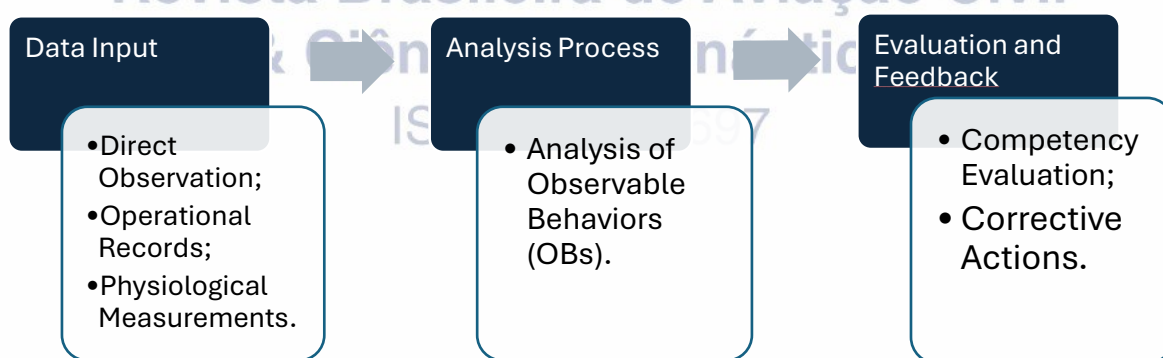 Data Input
•Direct
Observation;
•Operational
Records;
•Physiological
Measurements.
Analysis Process
• Analysis of
Observable
Behaviors
(OBs).
Evaluation and
Feedback
• Competency
Evaluation;
• Corrective
Actions.